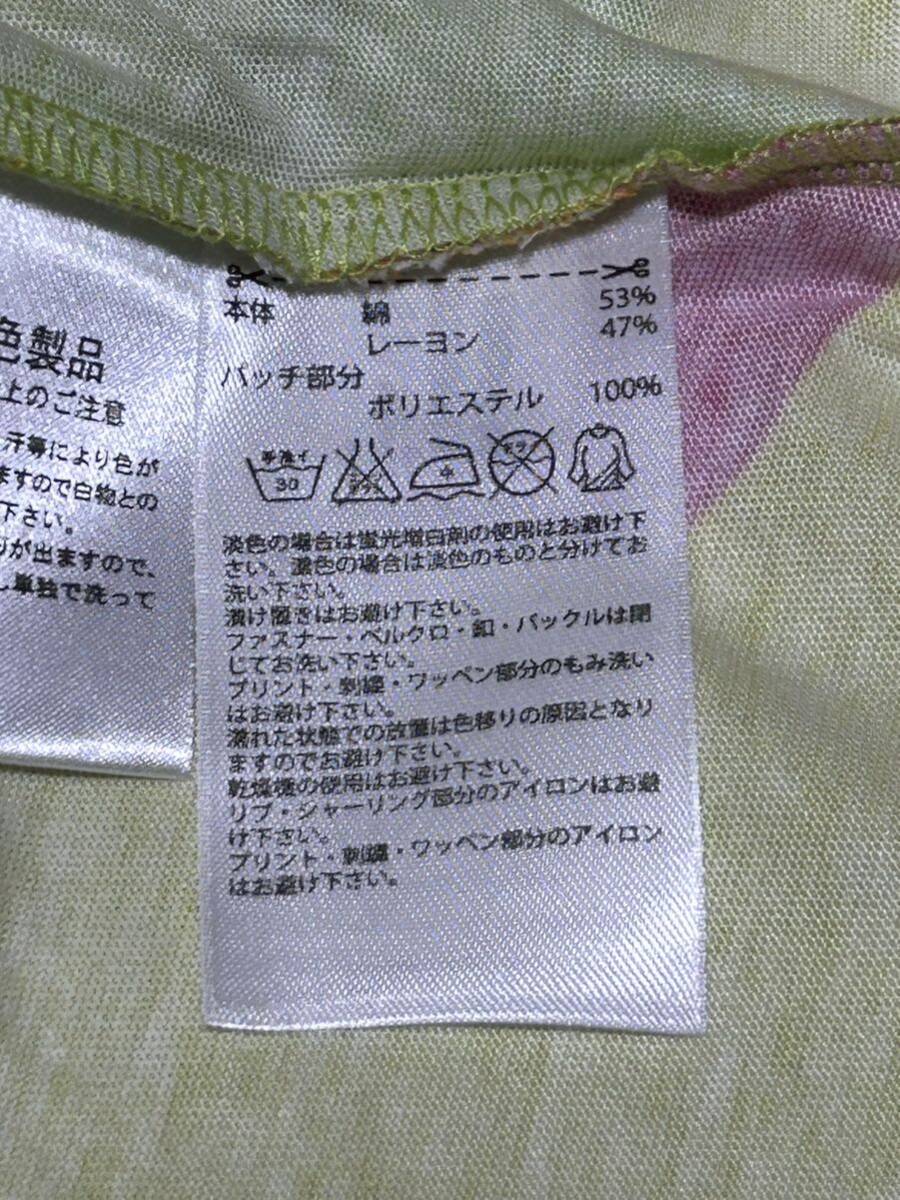 色製品
上のご注意
汗等により色が
ますので白物との
下さい。
りが出ますので、
し単独で洗って
本体 綿 53%
レーヨン 47%
パッチ部分
ポリエステル 100%
手洗イ
30
中
淡色の場合は蛍光増白剤の使用はお避け下
さい。濃色の場合は淡色のものと分けてお
洗い下さい。
漬け置きはお避け下さい。
ファスナー・ベルクロ・釦・バックルは閉
じてお洗い下さい。
プリント・刺繍・ワッペン部分のもみ洗い
はお避け下さい。
濡れた状態での放置は色移りの原因となり
ますのでお避け下さい。
乾燥機の使用はお避け下さい。
リブ・シャーリング部分のアイロンはお避
け下さい。
プリント・刺繍・ワッペン部分のアイロン
はお避け下さい。